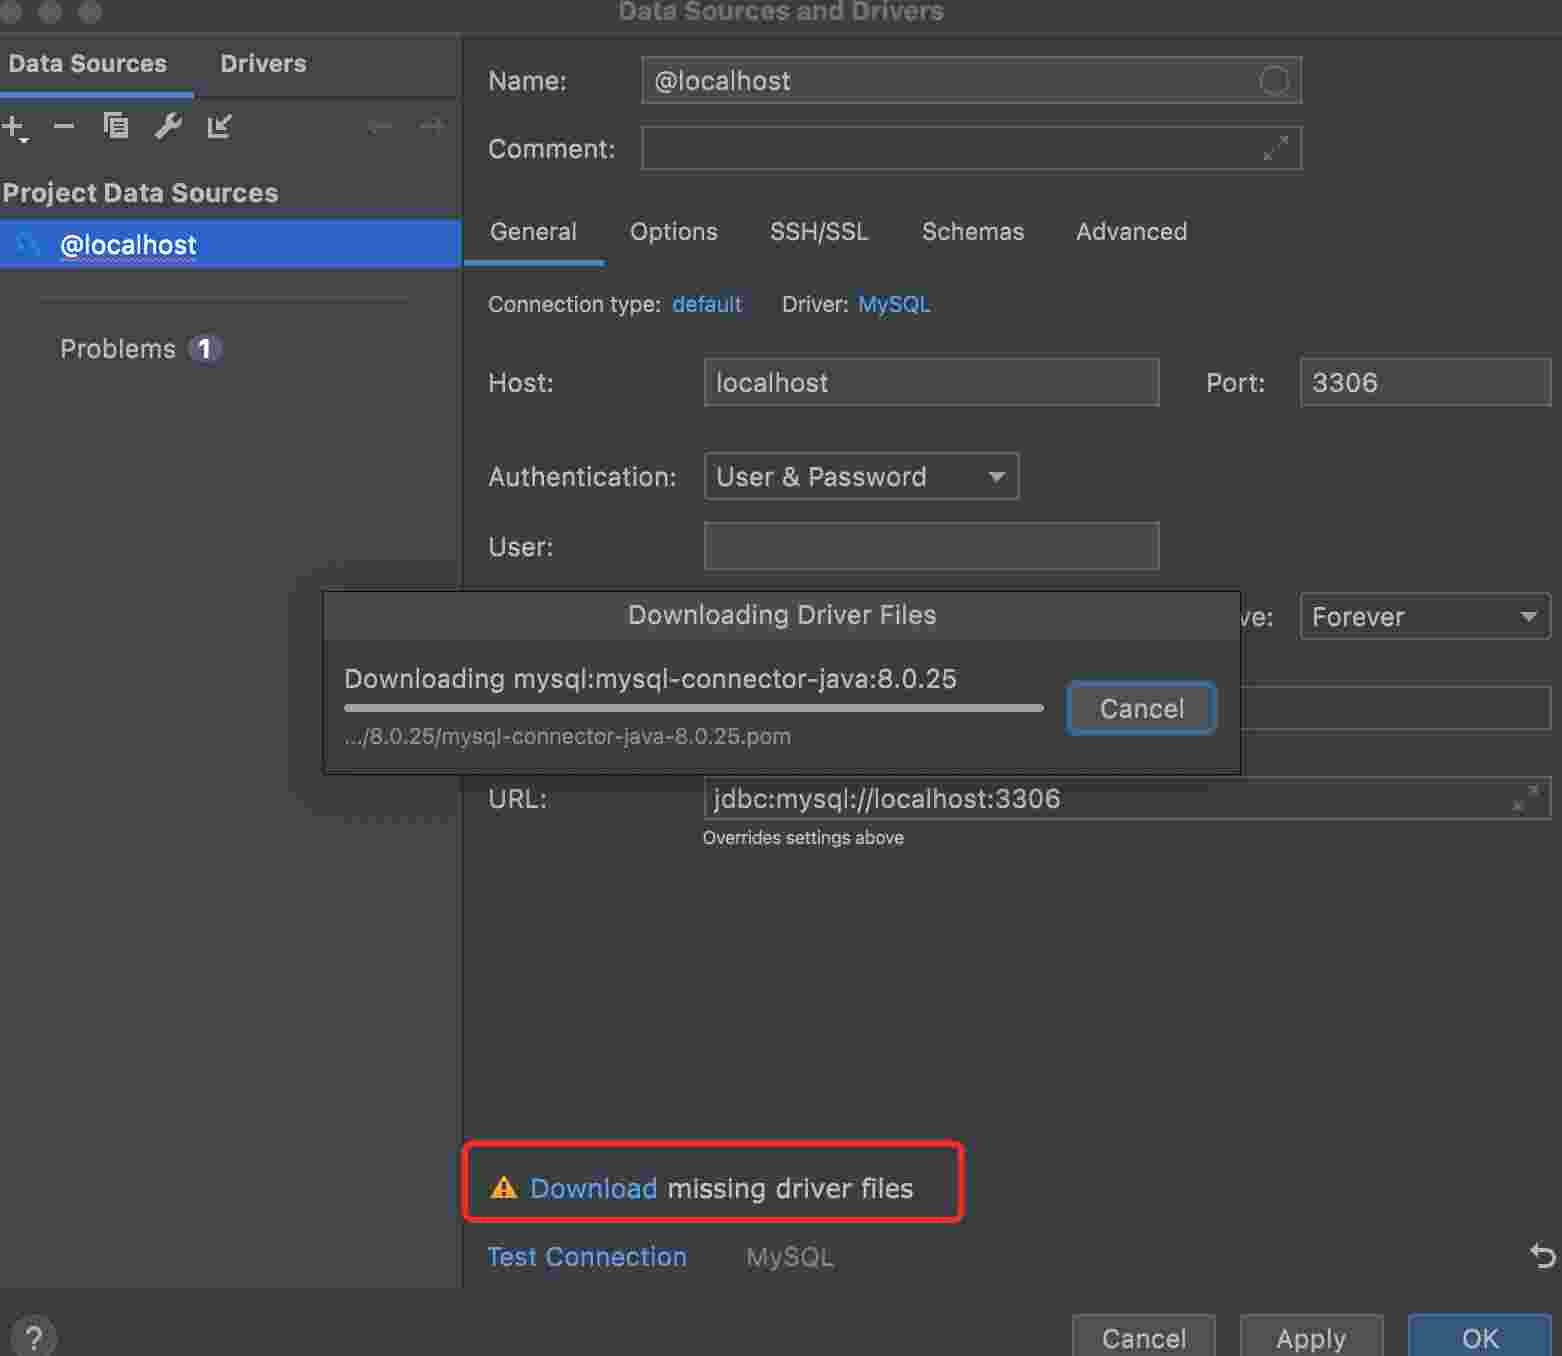 Data Sources and Drivers
Data Sources Drivers
Project Data Sources
@localhost
Problems 1
Name: @localhost
Comment:
General Options SSH/SSL Schemas Advanced
Connection type: default Driver: MySQL
Host: localhost Port: 3306
Authentication: User & Password
User:
ve: Forever
Downloading Driver Files
Downloading mysql:mysql-connector-java:8.0.25
.../8.0.25/mysql-connector-java-8.0.25.pom
Cancel
URL: jdbc:mysql://localhost:3306
Overrides settings above
Download missing driver files
Test Connection MySQL
? Cancel Apply OK